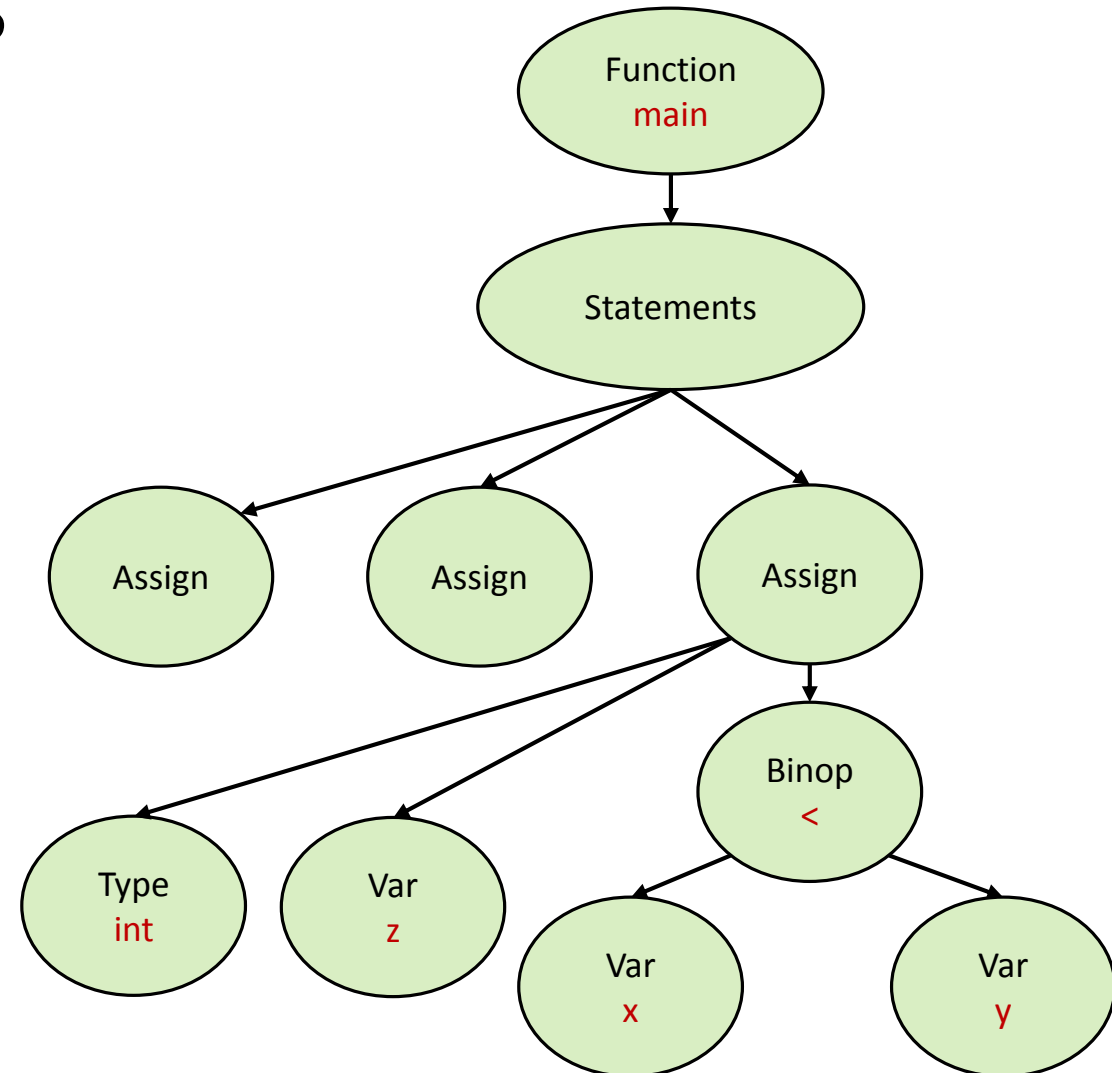 Function
main
Statements
Assign
Assign
Assign
Binop
<
Type
int
Var
z
Var
x
Var
y